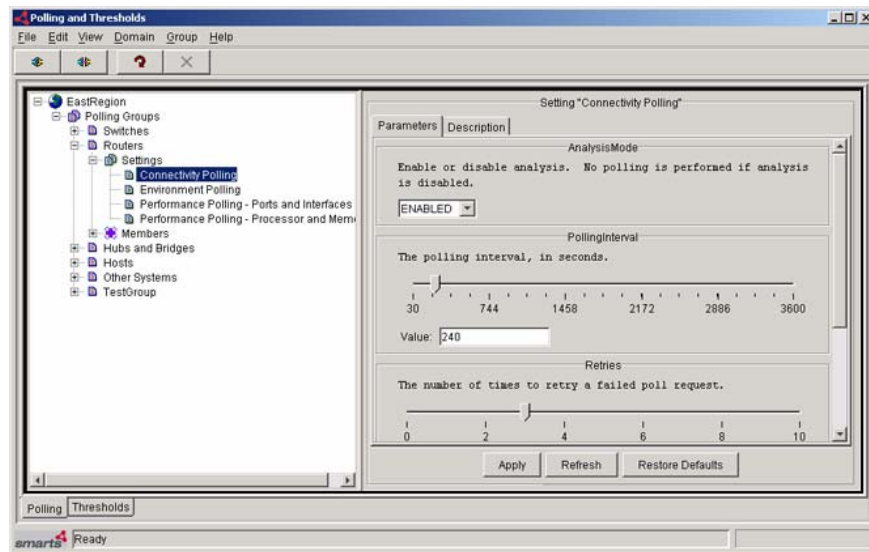 Polling and Thresholds
File Edit View Domain Group Help
EastRegion
Polling Groups
Switches
Routers
Settings
Connectivity Polling
Environment Polling
Performance Polling - Ports and Interfaces
Performance Polling - Processor and Mem
Members
Hubs and Bridges
Hosts
Other Systems
TestGroup
Setting "Connectivity Polling"
Parameters Description
AnalysisMode
Enable or disable analysis. No polling is performed if analysis
is disabled.
ENABLED
PollingInterval
The polling interval, in seconds.
30 744 1458 2172 2886 3600
Value: 240
Retries
The number of times to retry a failed poll request.
0 2 4 6 8 10
Apply Refresh Restore Defaults
Polling Thresholds
smarts Ready